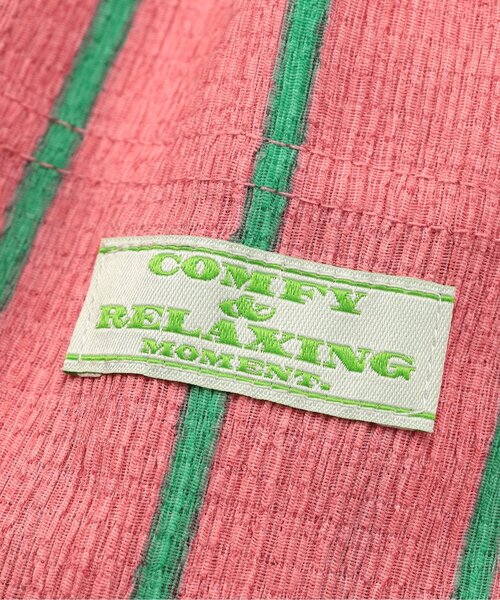 COMFY
&
RELAXING
MOMENT.